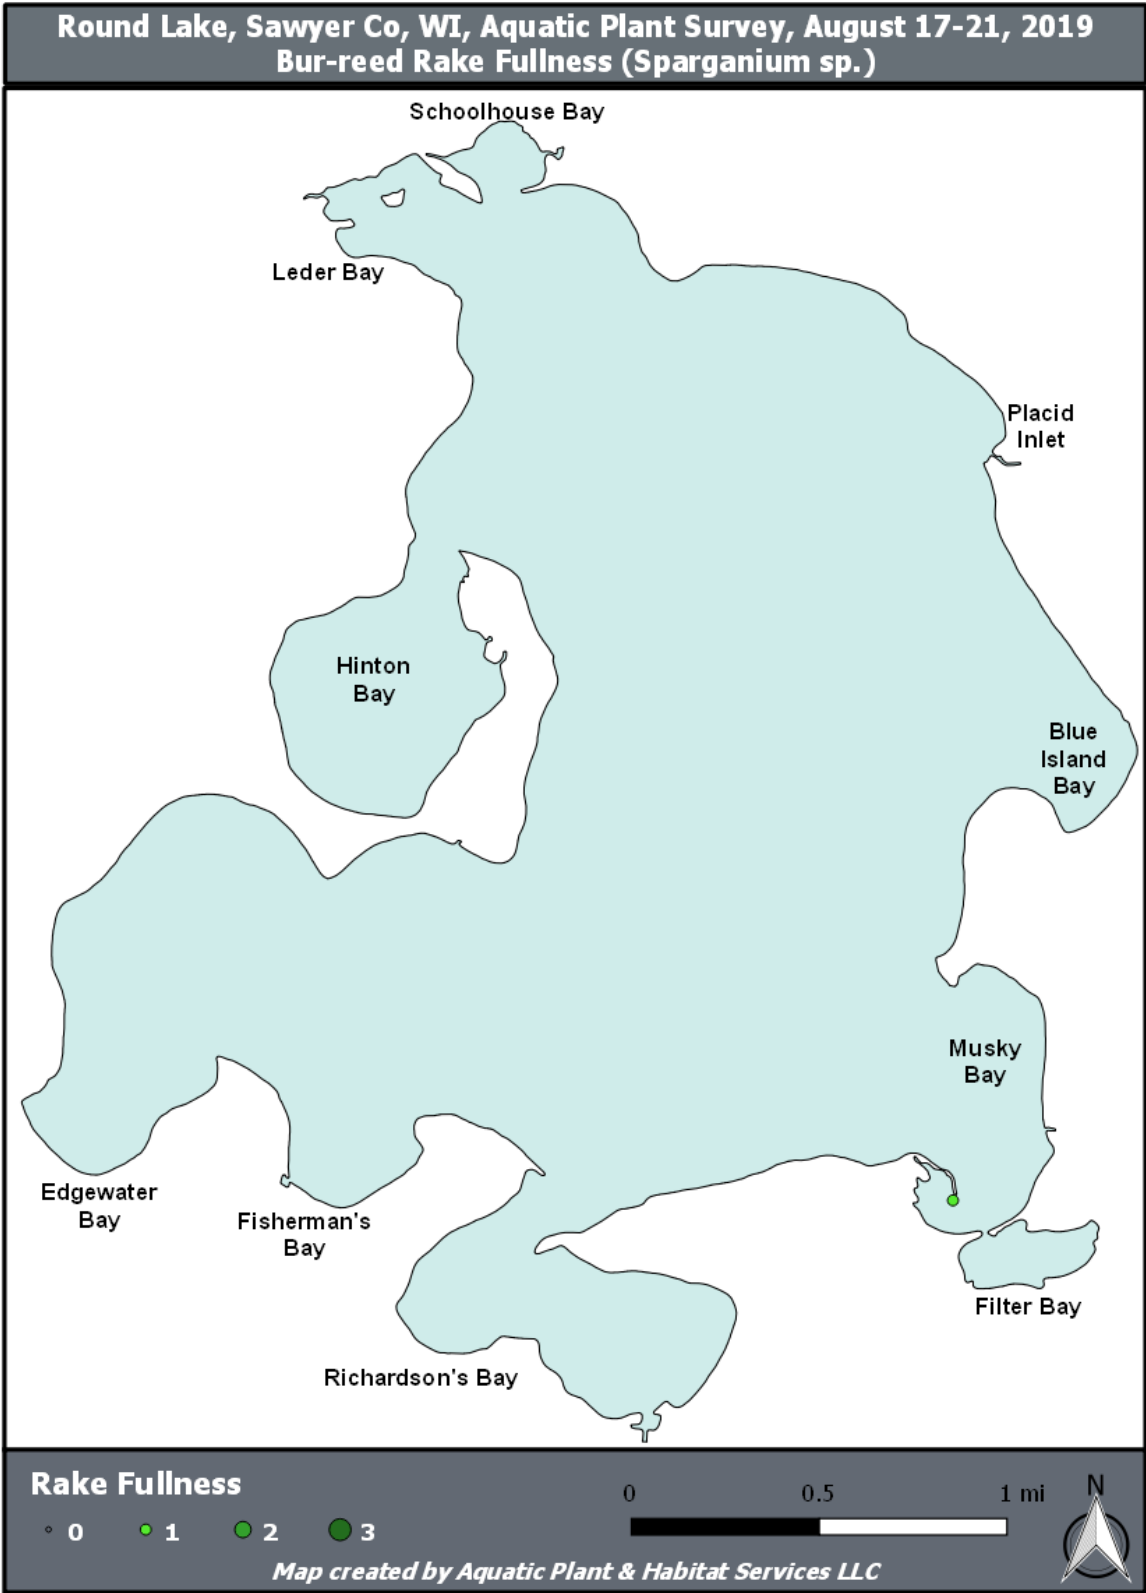 Round Lake, Sawyer Co, WI, Aquatic Plant Survey, August 17-21, 2019
Bur-reed Rake Fullness (Sparganium sp.)
Schoolhouse Bay
Leder Bay
Placid
Inlet
Hinton
Bay
Blue
Island
Bay
Musky
Bay
Edgewater
Bay
Fisherman's
Bay
Filter Bay
Richardson's Bay
Rake Fullness
0 1 2 3
0 0.5 1 mi
N
Map created by Aquatic Plant & Habitat Services LLC